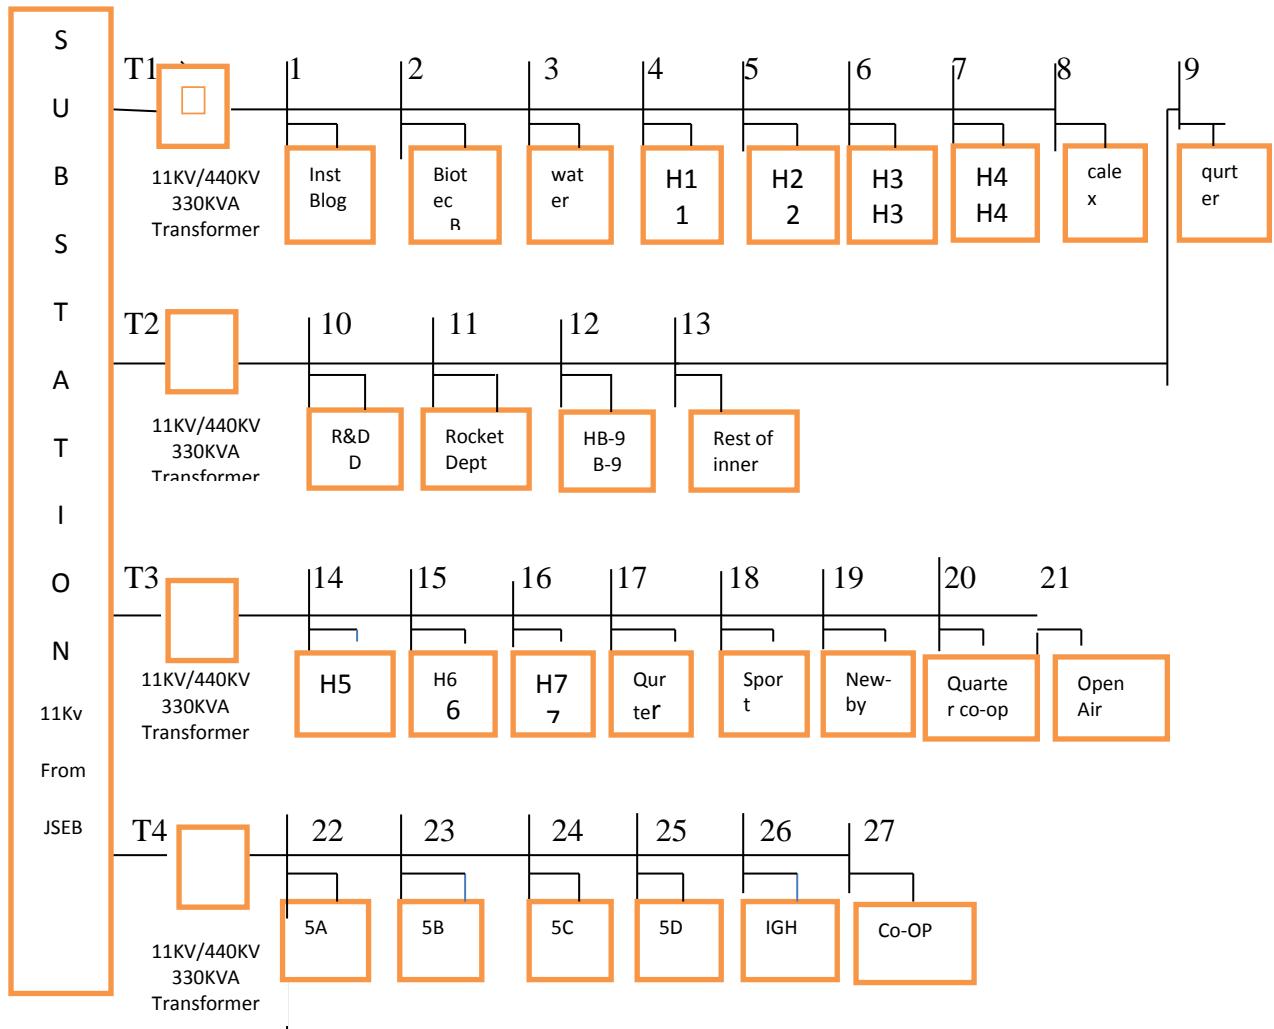 S
U
B
S
T
A
T
I
O
N
11Kv
From
JSEB
T1
1
2
3
4
5
6
7
8
9
11KV/440KV
330KVA
Transformer
Inst
Blog
Biot
ec
B
wat
er
H1
1
H2
2
H3
H3
H4
H4
cale
x
qurt
er
T2
10
11
12
13
11KV/440KV
330KVA
Transformer
R&D
D
Rocket
Dept
HB-9
B-9
Rest of
inner
T3
14
15
16
17
18
19
20
21
11KV/440KV
330KVA
Transformer
H5
H6
6
H7
7
Qur
ter
Spor
t
New-
by
Quarte
r co-op
Open
Air
T4
22
23
24
25
26
27
11KV/440KV
330KVA
Transformer
5A
5B
5C
5D
IGH
Co-OP